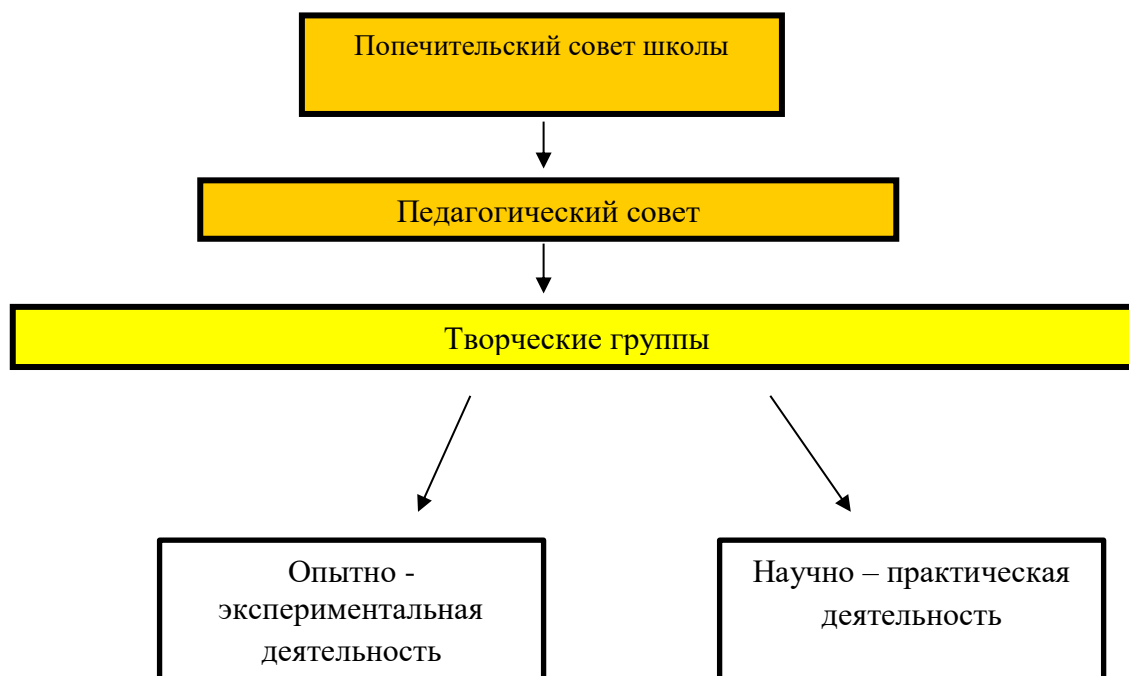 Попечительский совет школы
Педагогический совет
Творческие группы
Опытно -
экспериментальная
деятельность
Научно – практическая
деятельность